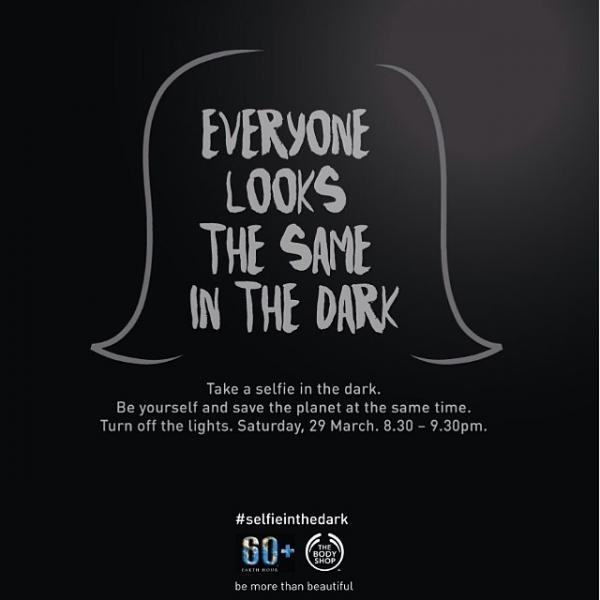 EVERYONE
LOOKS
THE SAME
IN THE DARK
Take a selfie in the dark.
Be yourself and save the planet at the same time.
Turn off the lights. Saturday, 29 March. 8.30 – 9.30pm.
#selfieinthedark
60+
EARTH HOUR
THE
BODY
SHOP
be more than beautiful